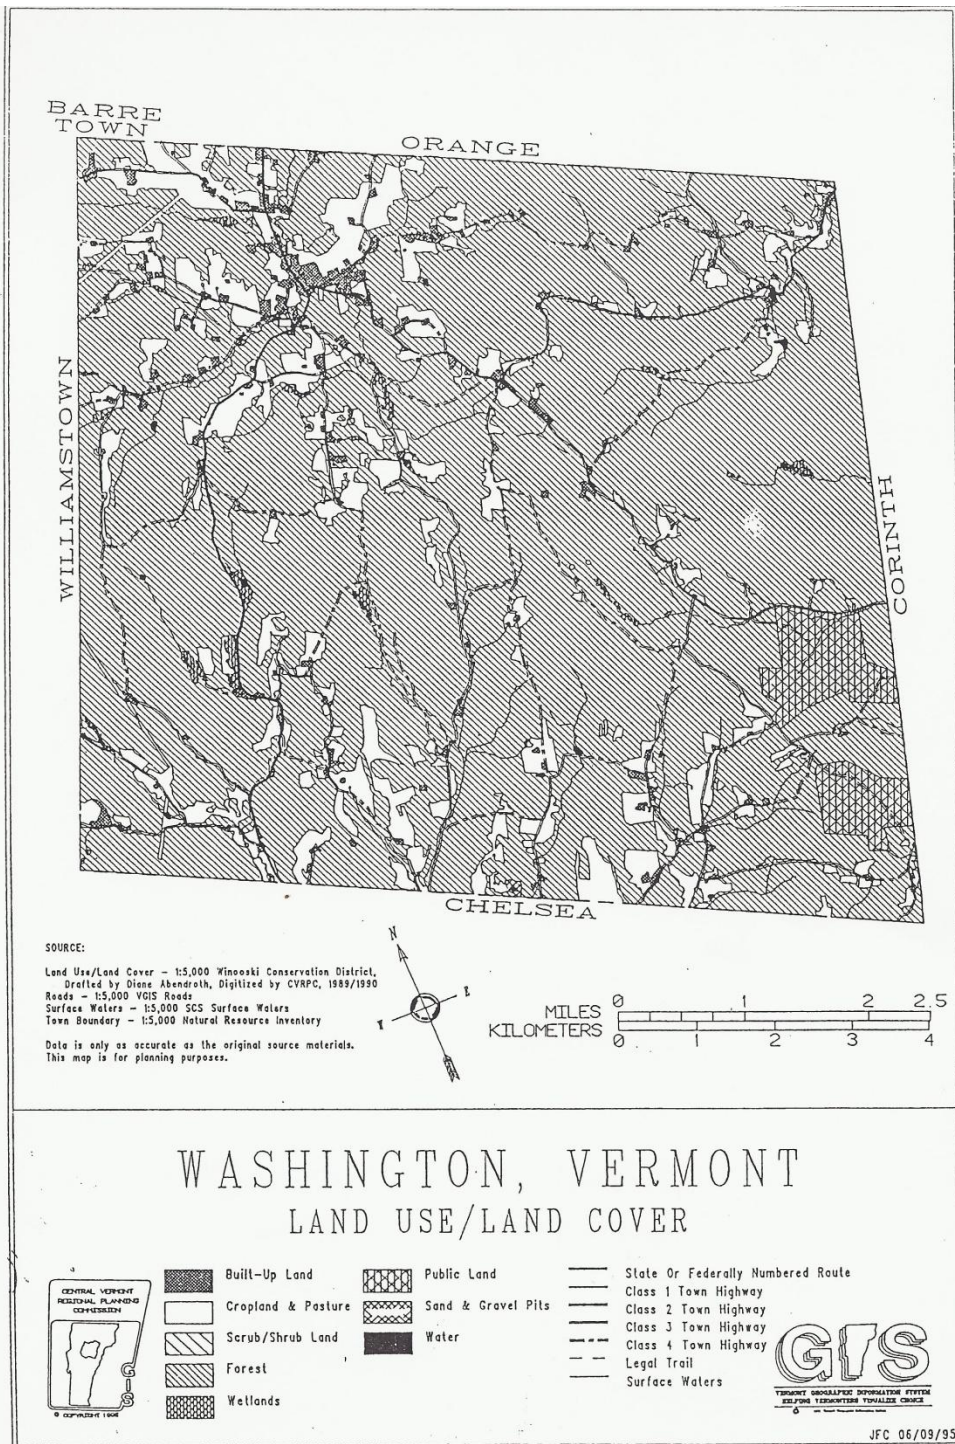 BARRE
TOWN
ORANGE
WILLIAMSTOWN
CORINTH
CHELSEA
SOURCE:
Land Use/Land Cover - 1:5,000 Winooski Conservation District,
Drafted by Diane Abendroth, Digitized by CVRPC, 1989/1990
Roads - 1:5,000 VGIS Roads
Surface Waters - 1:5,000 SCS Surface Waters
Town Boundary - 1:5,000 Natural Resource Inventory
Data is only as accurate as the original source materials.
This map is for planning purposes.
N
E
MILES 0 1 2 2.5
KILOMETERS 0 1 2 3 4
WASHINGTON, VERMONT
LAND USE/LAND COVER
CENTRAL VERMONT
REGIONAL PLANNING
COMMISSION
GIS
Built-Up Land
Cropland & Pasture
Scrub/Shrub Land
Forest
Wetlands
Public Land
Sand & Gravel Pits
Water
State Or Federally Numbered Route
Class 1 Town Highway
Class 2 Town Highway
Class 3 Town Highway
Class 4 Town Highway
Legal Trail
Surface Waters
GIS
VERMONT GEOGRAPHIC INFORMATION SYSTEM
HELPING VERMONTERS VISUALIZE CHOICE
JFC 06/09/95